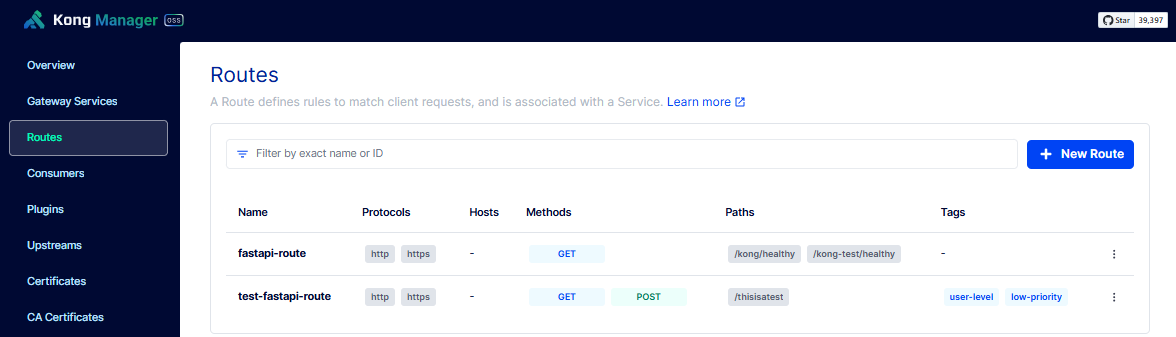 Kong Manager OSS
Star 39,397
Overview
Gateway Services
Routes
Consumers
Plugins
Upstreams
Certificates
CA Certificates
Routes
A Route defines rules to match client requests, and is associated with a Service. Learn more
Filter by exact name or ID
+ New Route
Name Protocols Hosts Methods Paths Tags
fastapi-route http https - GET /kong/healthy /kong-test/healthy -
test-fastapi-route http https - GET POST /thisisatest user-level low-priority